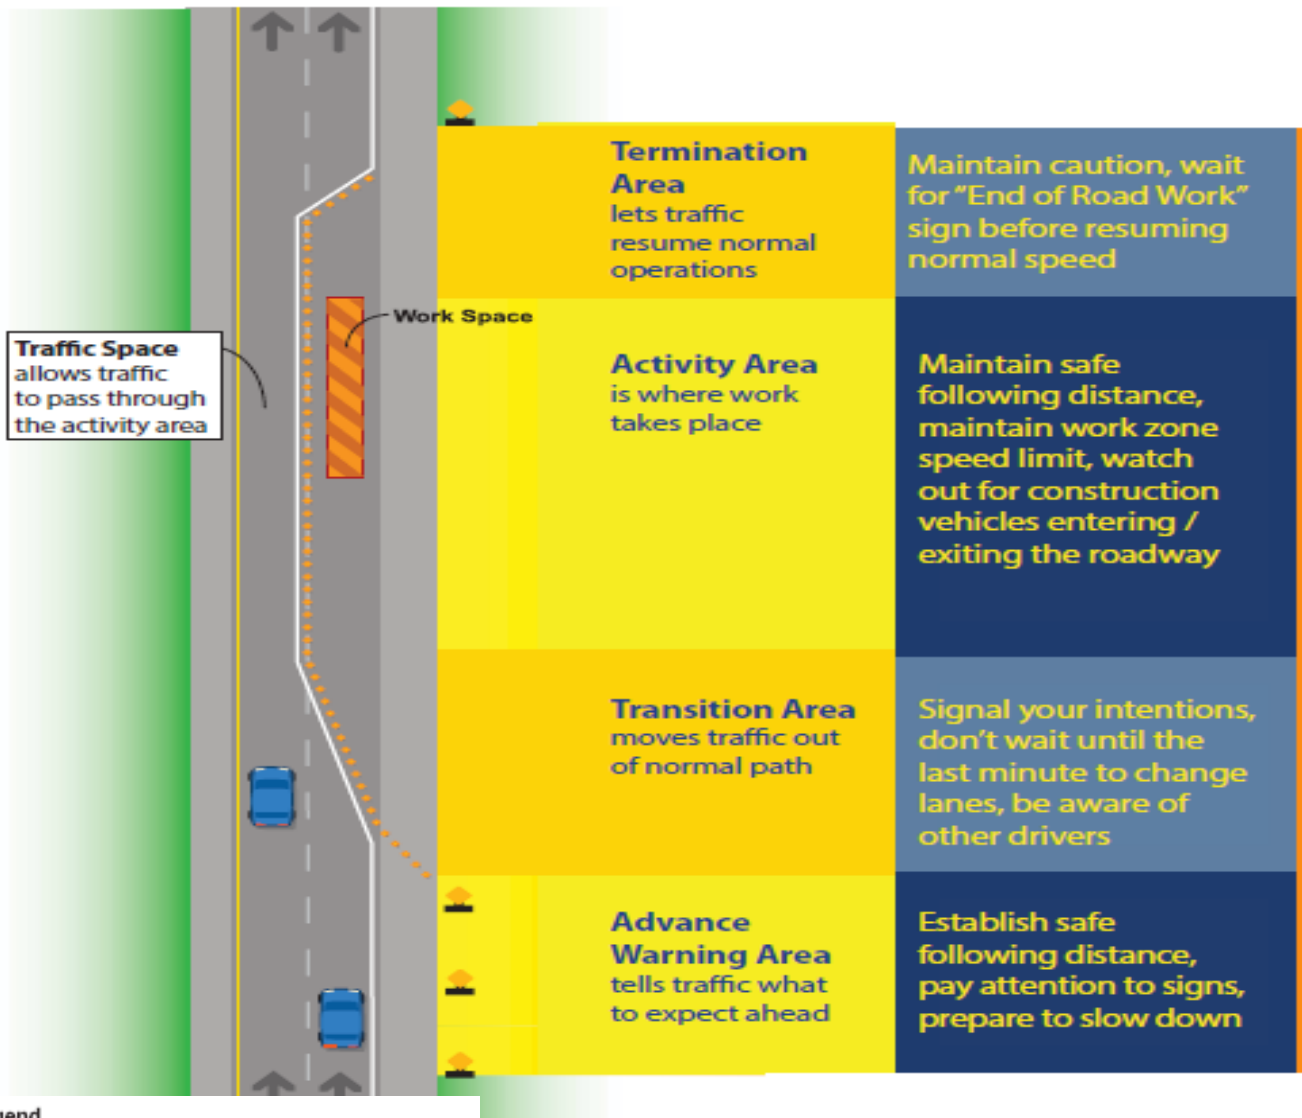 Termination
Area
lets traffic
resume normal
operations
Maintain caution, wait
for “End of Road Work”
sign before resuming
normal speed
Work Space
Traffic Space
allows traffic
to pass through
the activity area
Activity Area
is where work
takes place
Maintain safe
following distance,
maintain work zone
speed limit, watch
out for construction
vehicles entering /
exiting the roadway
Transition Area
moves traffic out
of normal path
Signal your intentions,
don’t wait until the
last minute to change
lanes, be aware of
other drivers
Advance
Warning Area
tells traffic what
to expect ahead
Establish safe
following distance,
pay attention to signs,
prepare to slow down